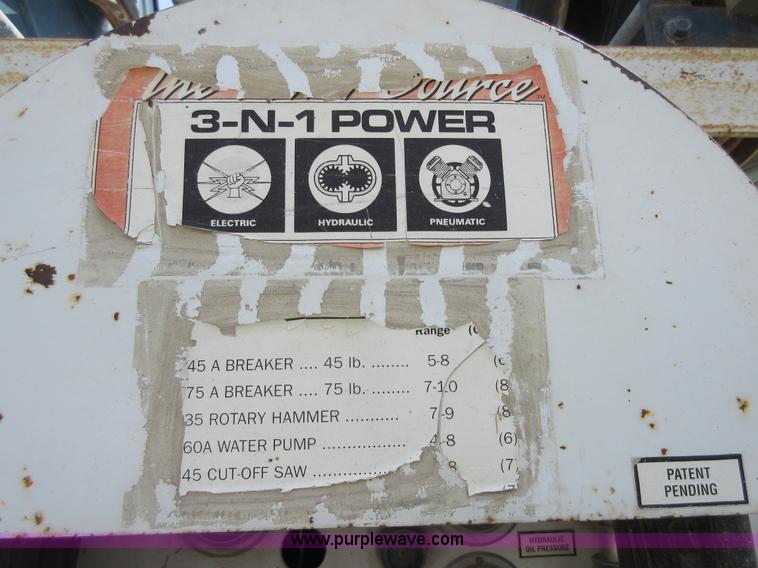 Source™
3-N-1 POWER
ELECTRIC HYDRAULIC PNEUMATIC
Range
45 A BREAKER .... 45 lb. ........ 5-8
75 A BREAKER .... 75 lb. ........ 7-10 (8
35 ROTARY HAMMER ........... 7-9 (8
60A WATER PUMP ................. 4-8 (6)
45 CUT-OFF SAW ................. 8 (7)
PATENT
PENDING
HYDRAULIC
OIL PRESSURE
www.purplewave.com